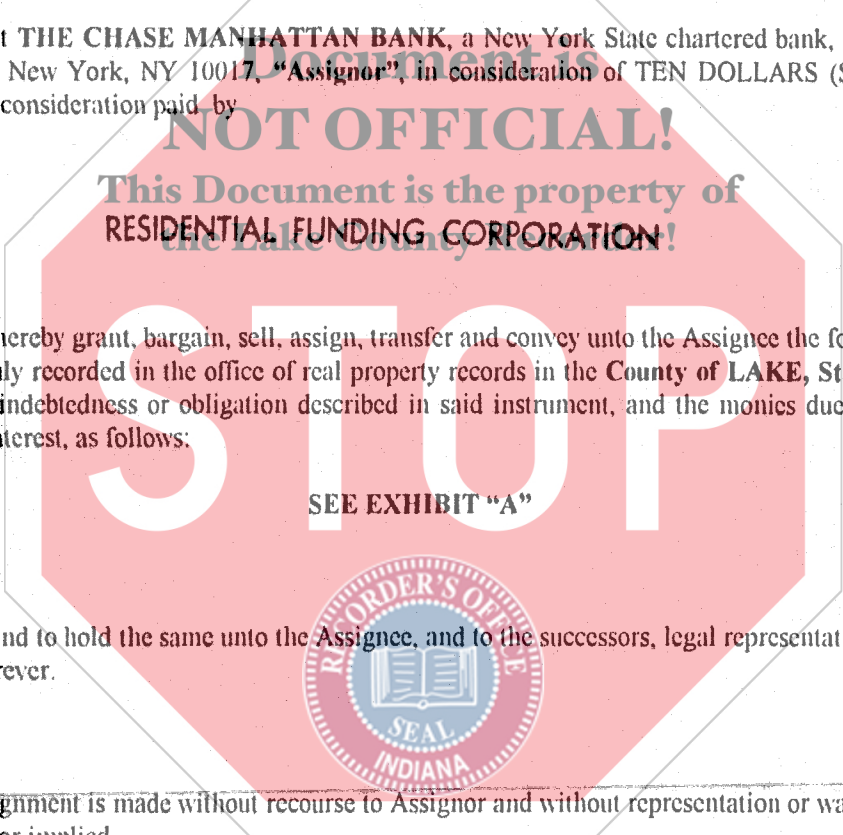 t THE CHASE MANHATTAN BANK, a New York State chartered bank,
Document is
New York, NY 10017, “Assignor”, in consideration of TEN DOLLARS (
consideration paid by
NOT OFFICIAL!
This Document is the property of
RESIDENTIAL FUNDING CORPORATION
the Lake County Recorder!
hereby grant, bargain, sell, assign, transfer and convey unto the Assignee the fo
ly recorded in the office of real property records in the County of LAKE, St
indebtedness or obligation described in said instrument, and the monies due
terest, as follows:
STOP
SEE EXHIBIT “A”
RECORDER'S OFFICE
nd to hold the same unto the Assignee, and to the successors, legal representat
rever.
SEAL
INDIANA
gnment is made without recourse to Assignor and without representation or wa
or implied